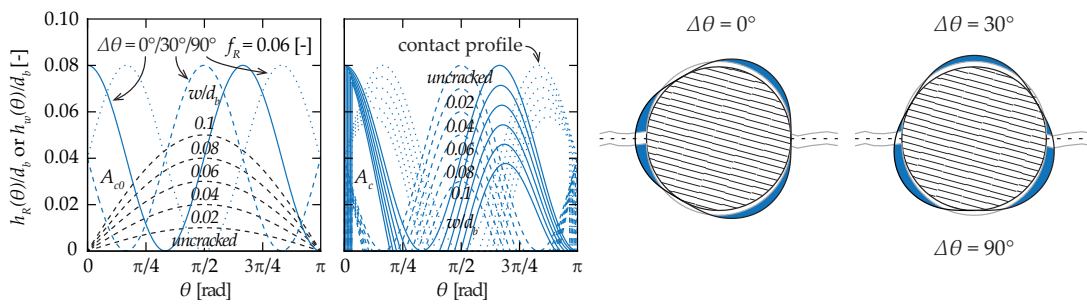 h_R(θ)/d_b or h_w(θ)/d_b [-]
0.10
0.08
0.06
0.04
0.02
0
Δθ = 0°/30°/90° f_R = 0.06 [-]
w/d_b
0.1
0.08
0.06
0.04
0.02
uncracked
A_c0
0 π/4 π/2 3π/4 π
θ [rad]
contact profile
uncracked
0.02
0.04
0.06
0.08
0.1
w/d_b
A_c
0 π/4 π/2 3π/4 π
θ [rad]
Δθ = 0°
Δθ = 30°
Δθ = 90°